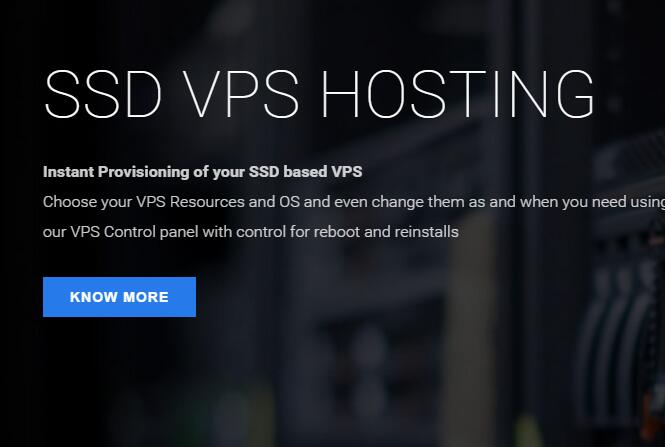 SSD VPS HOSTING
Instant Provisioning of your SSD based VPS
Choose your VPS Resources and OS and even change them as and when you need using
our VPS Control panel with control for reboot and reinstalls
KNOW MORE